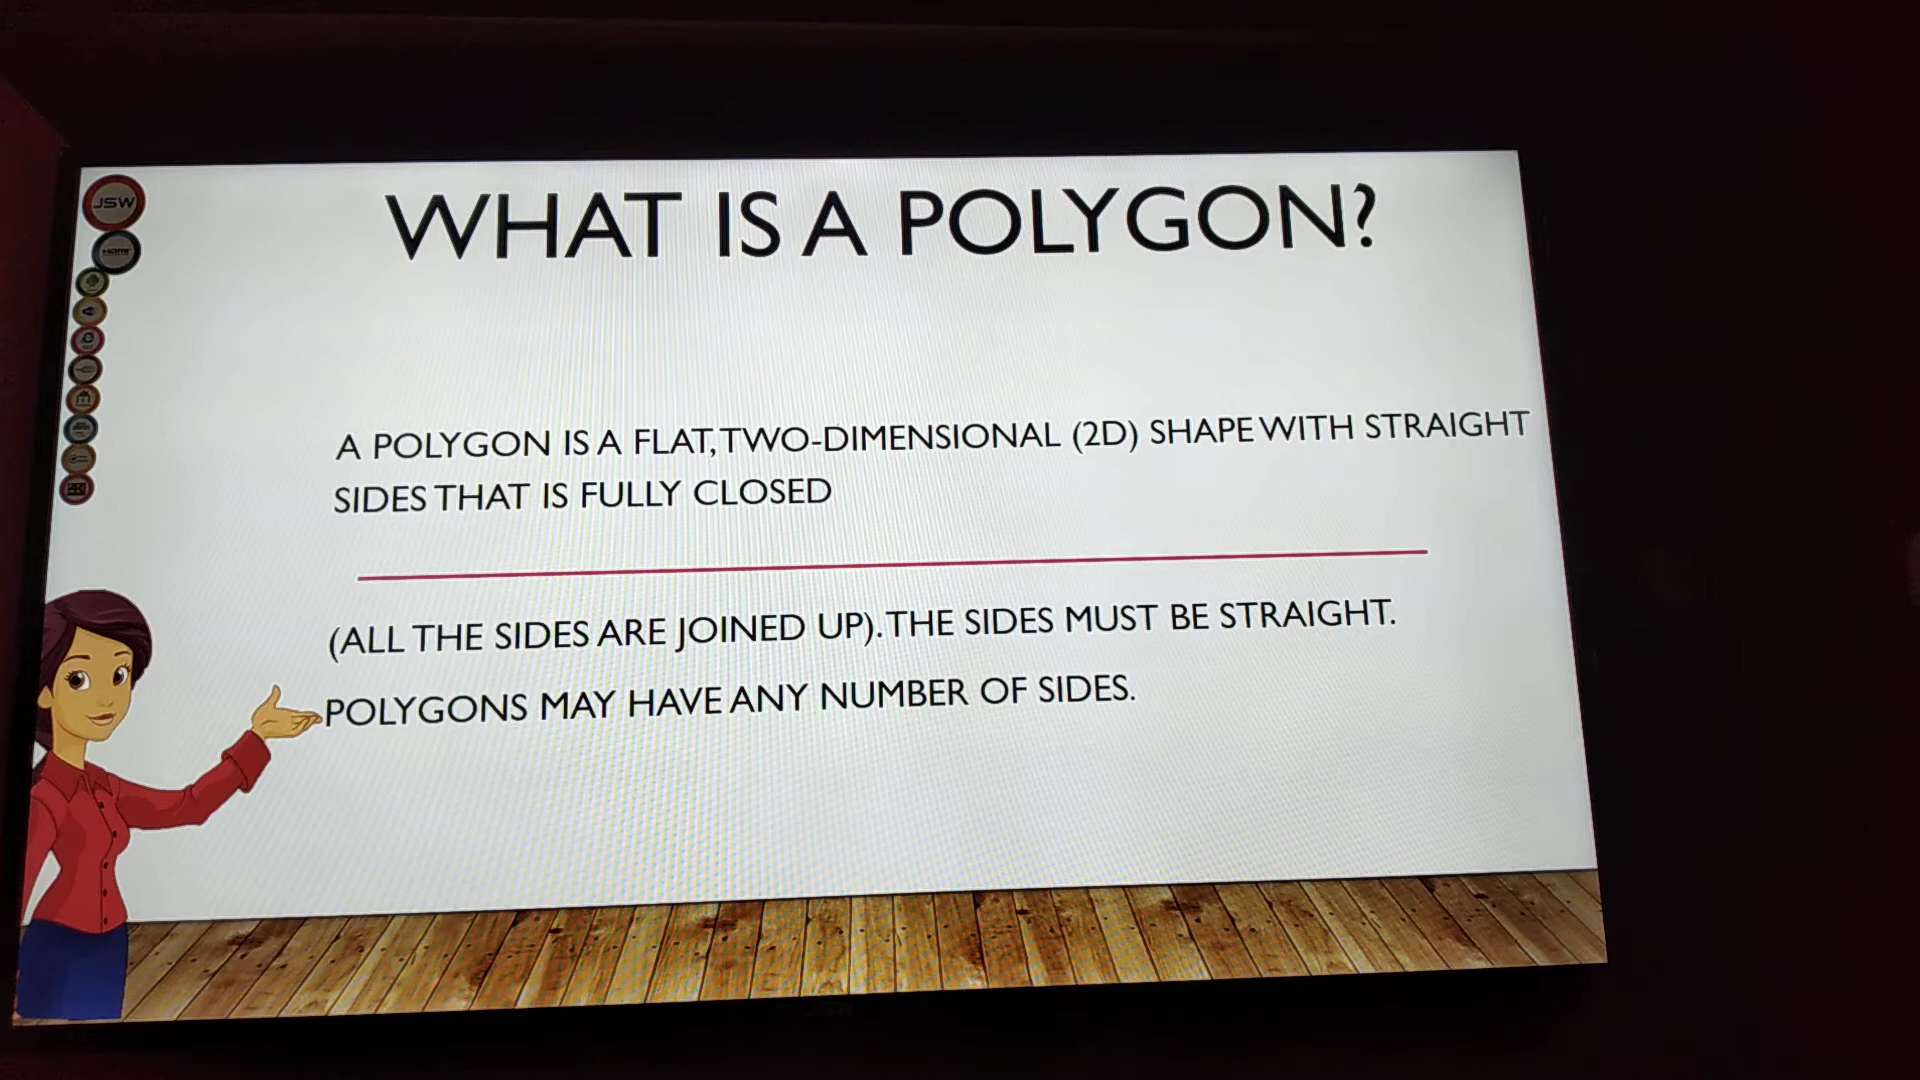 JSW
HOME
WHAT IS A POLYGON?
A POLYGON IS A FLAT, TWO-DIMENSIONAL (2D) SHAPE WITH STRAIGHT
SIDES THAT IS FULLY CLOSED
(ALL THE SIDES ARE JOINED UP). THE SIDES MUST BE STRAIGHT.
POLYGONS MAY HAVE ANY NUMBER OF SIDES.